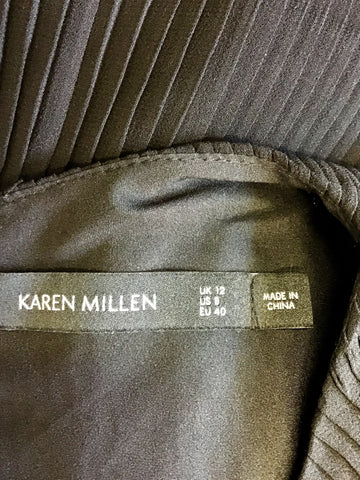 KAREN MILLEN
UK 12
US 8
EU 40
MADE IN
CHINA